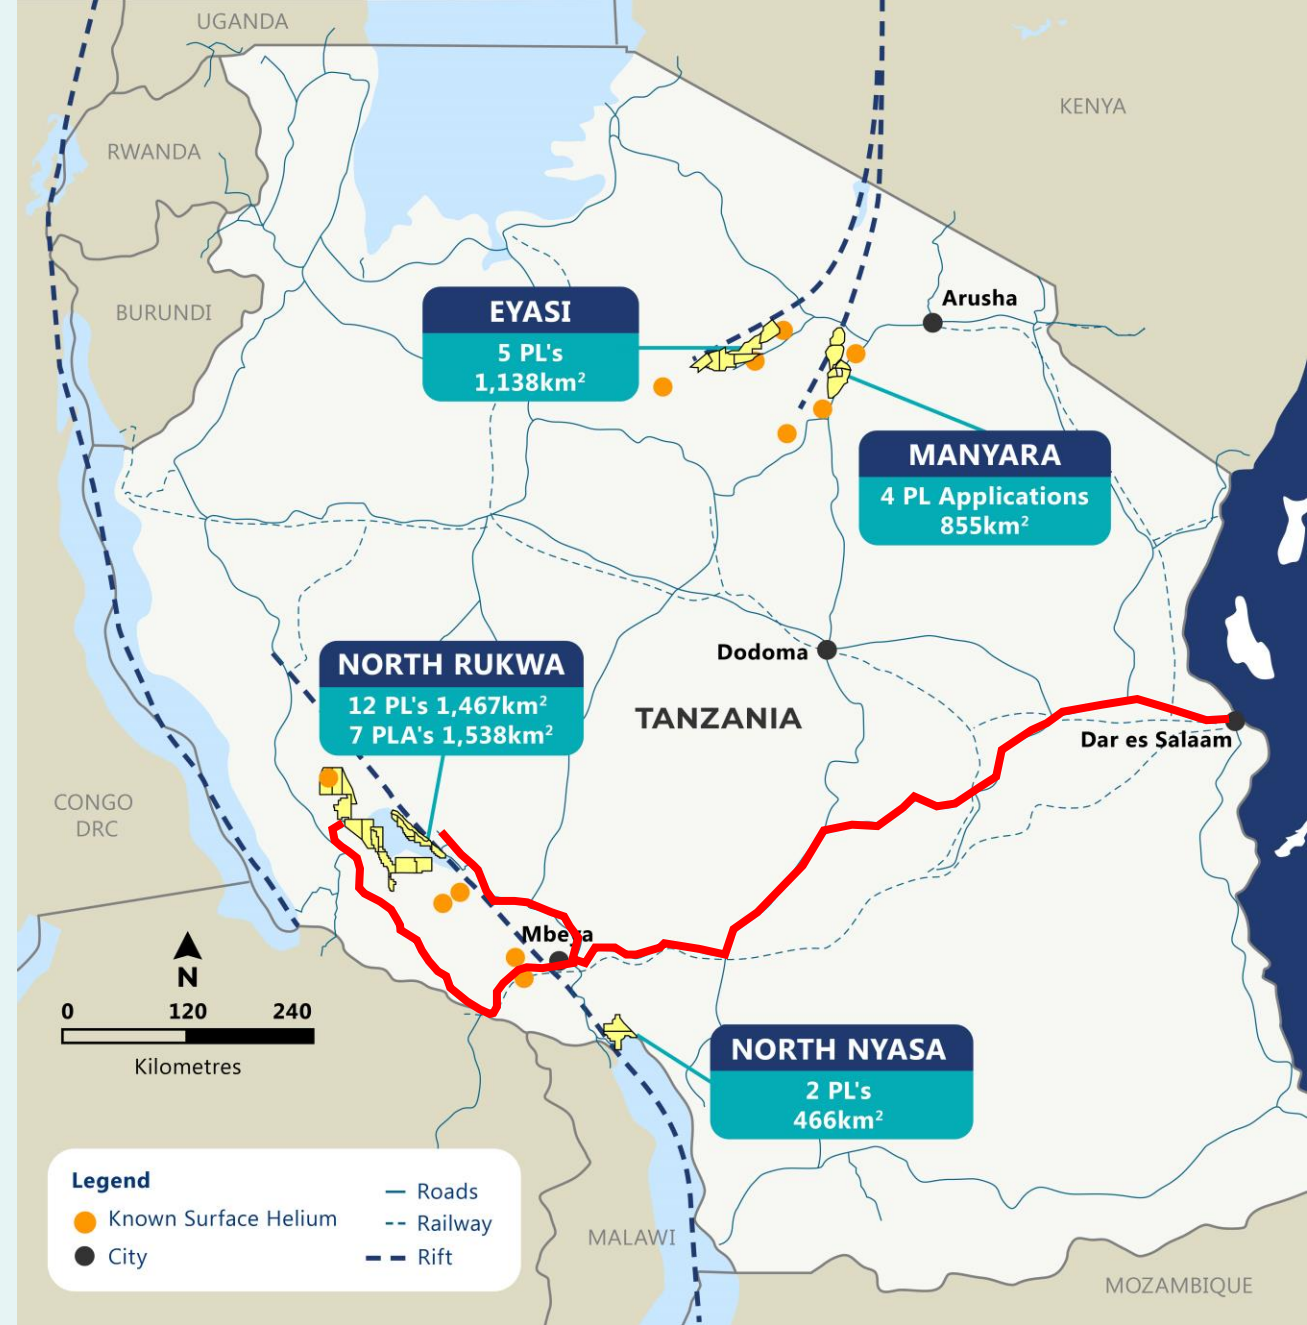 UGANDA
KENYA
RWANDA
BURUNDI
Arusha
EYASI
5 PL's
1,138km²
MANYARA
4 PL Applications
855km²
Dodoma
NORTH RUKWA
12 PL's 1,467km²
7 PLA's 1,538km²
TANZANIA
Dar es Salaam
CONGO
DRC
Mbeya
N
0 120 240
Kilometres
NORTH NYASA
2 PL's
466km²
Legend
Known Surface Helium
City
Roads
Railway
Rift
MALAWI
MOZAMBIQUE